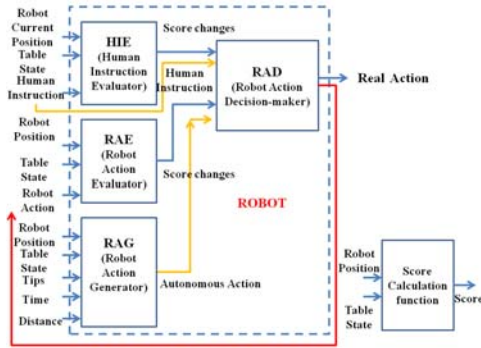 Robot
Current
Position
Table
State
Human
Instruction
HIE
(Human
Instruction
Evaluator)
Score changes
Human
Instruction
RAD
(Robot Action
Decision-maker)
Real Action
Robot
Position
Table
State
Robot
Action
RAE
(Robot
Action
Evaluator)
Score changes
ROBOT
Robot
Position
Table
State
Tips
Time
Distance
RAG
(Robot
Action
Generator)
Autonomous Action
Robot
Position
Table
State
Score
Calculation
function
Score